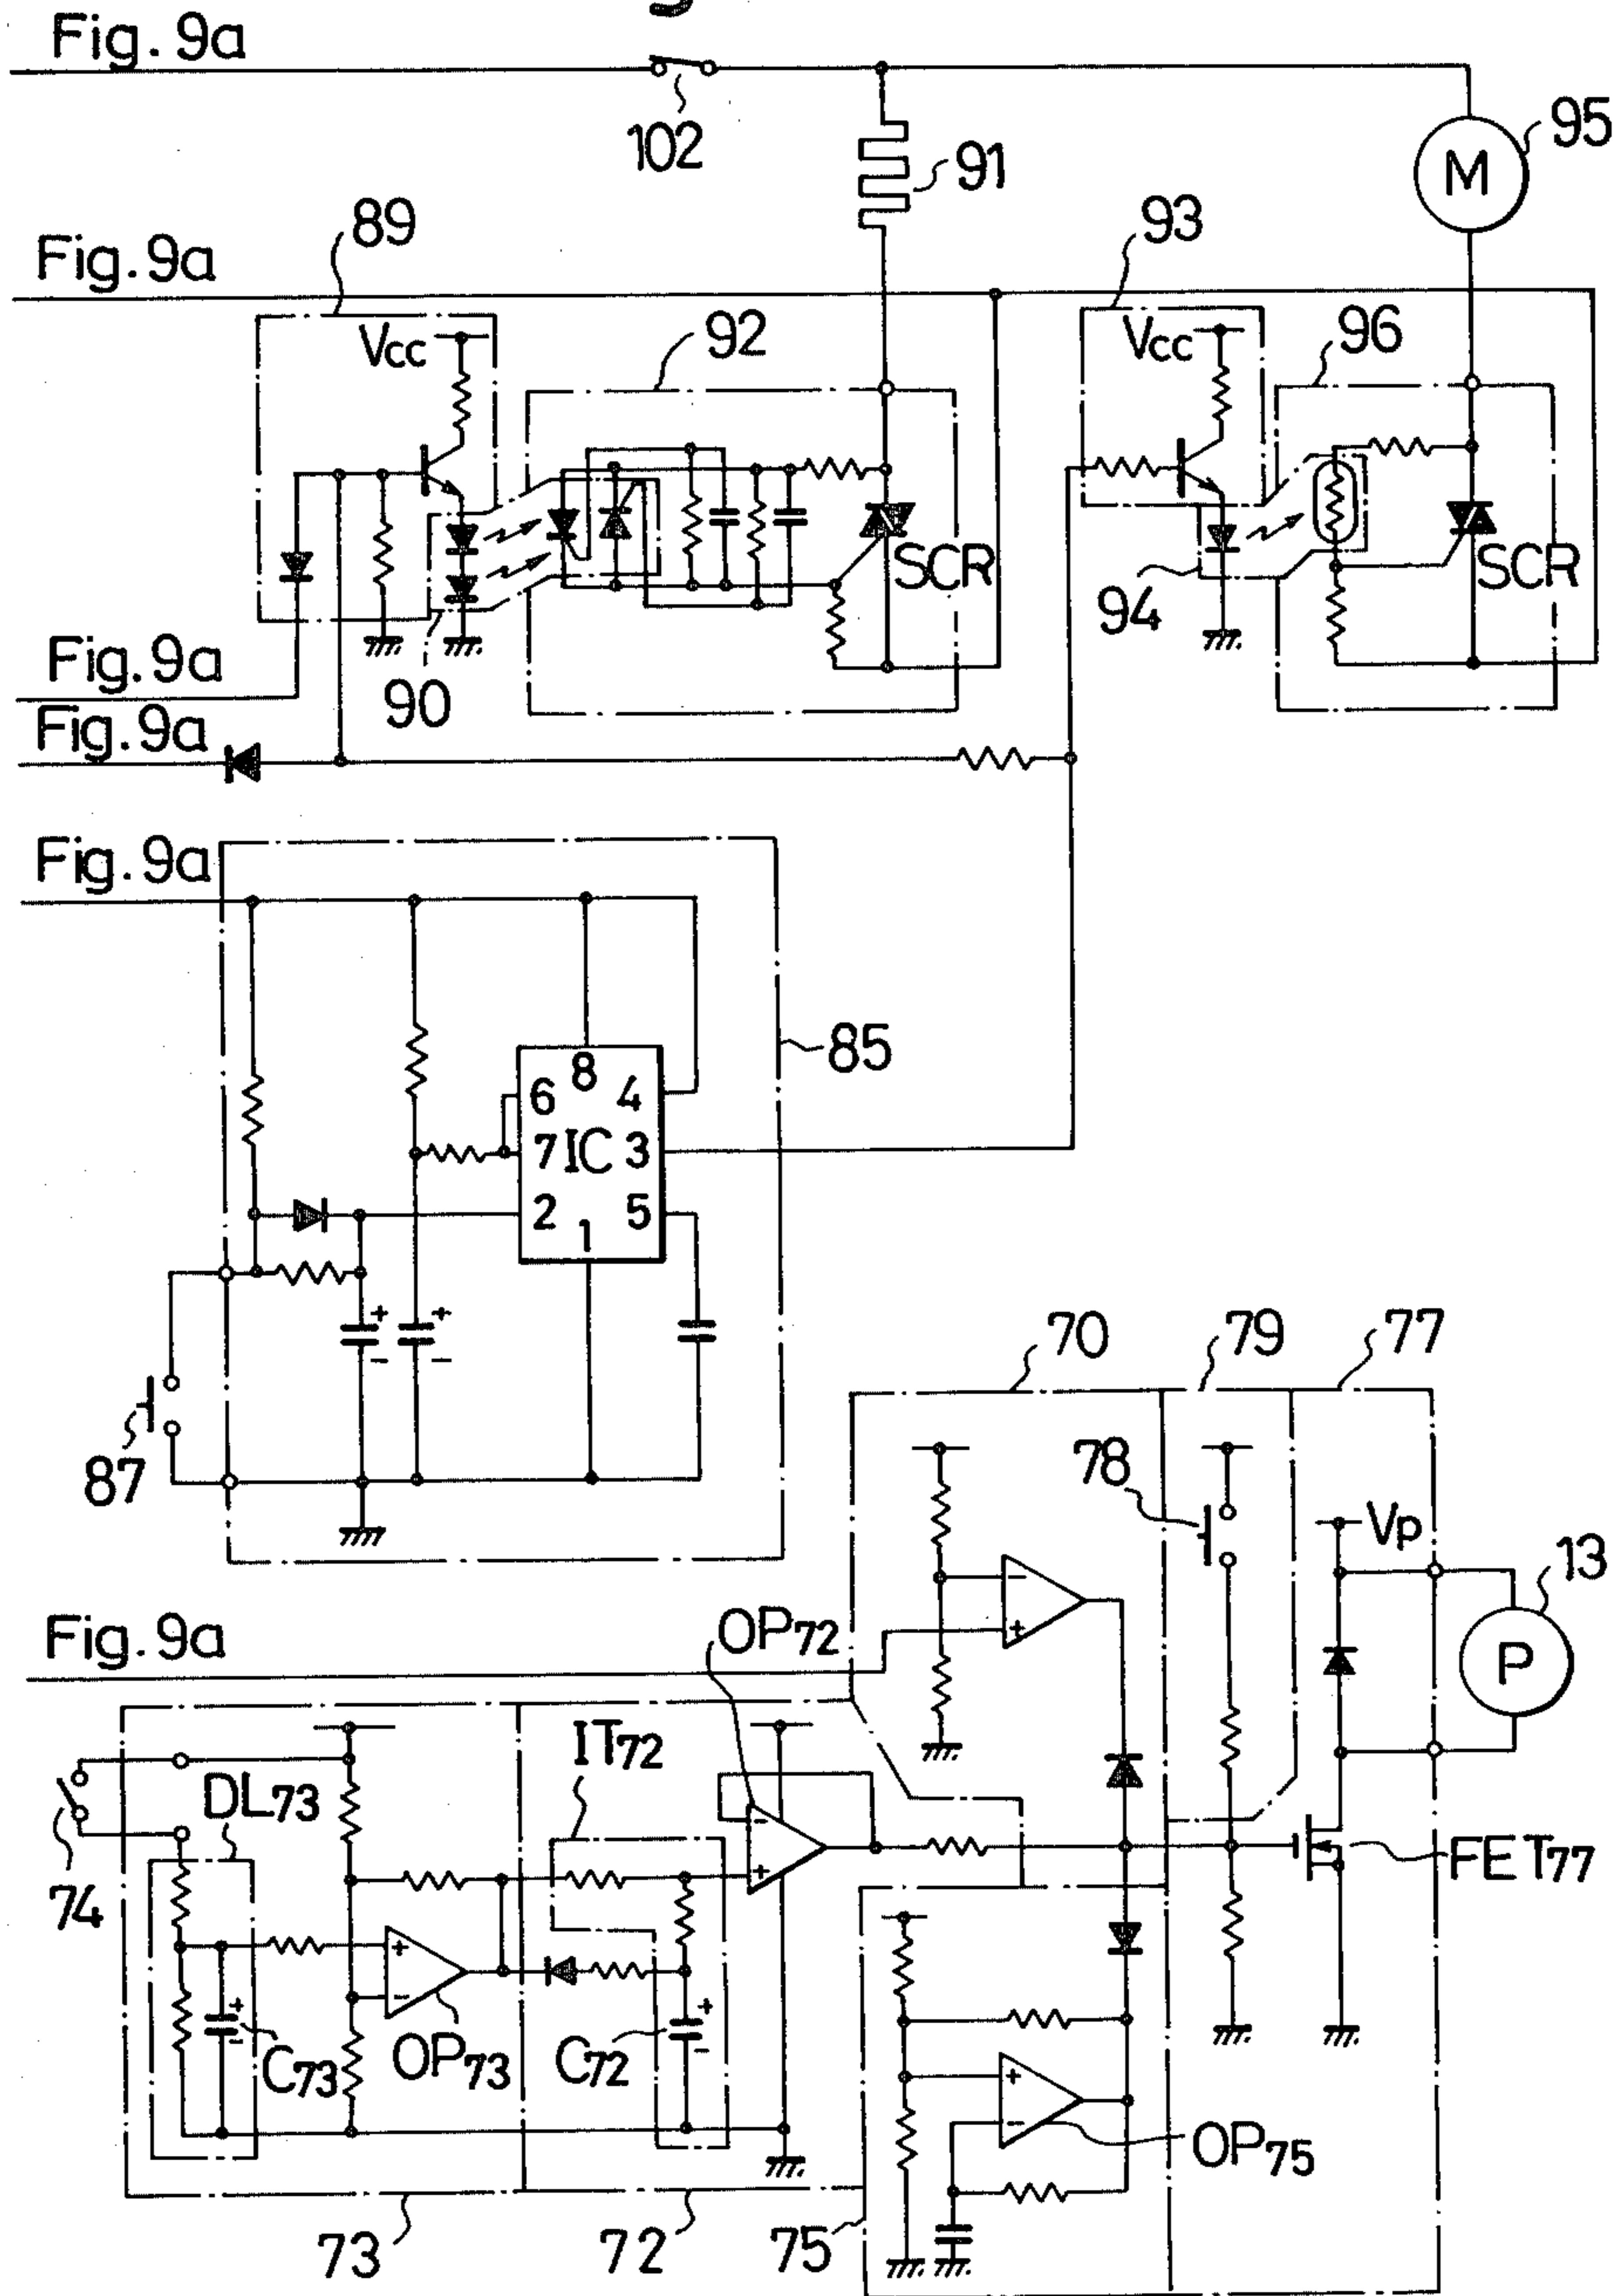 Fig. 9a
102
91
95
M
Fig. 9a
89
93
Vcc
92
Vcc
96
SCR
SCR
94
Fig. 9a
90
Fig. 9a
Fig. 9a
85
8
6 4
7 IC 3
2 5
1
87
70 79 77
78
Vp
13
P
Fig. 9a
OP72
IT72
DL73
74
FET77
+
-
C73
OP73
C72
OP75
73
72
75